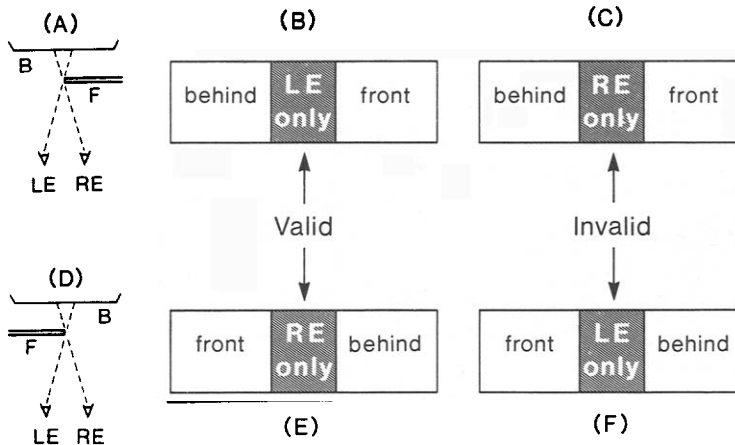 (A)
B
F
LE RE
(B)
behind LE only front
(C)
behind RE only front
Valid
Invalid
(D)
B
F
LE RE
front RE only behind
(E)
front LE only behind
(F)